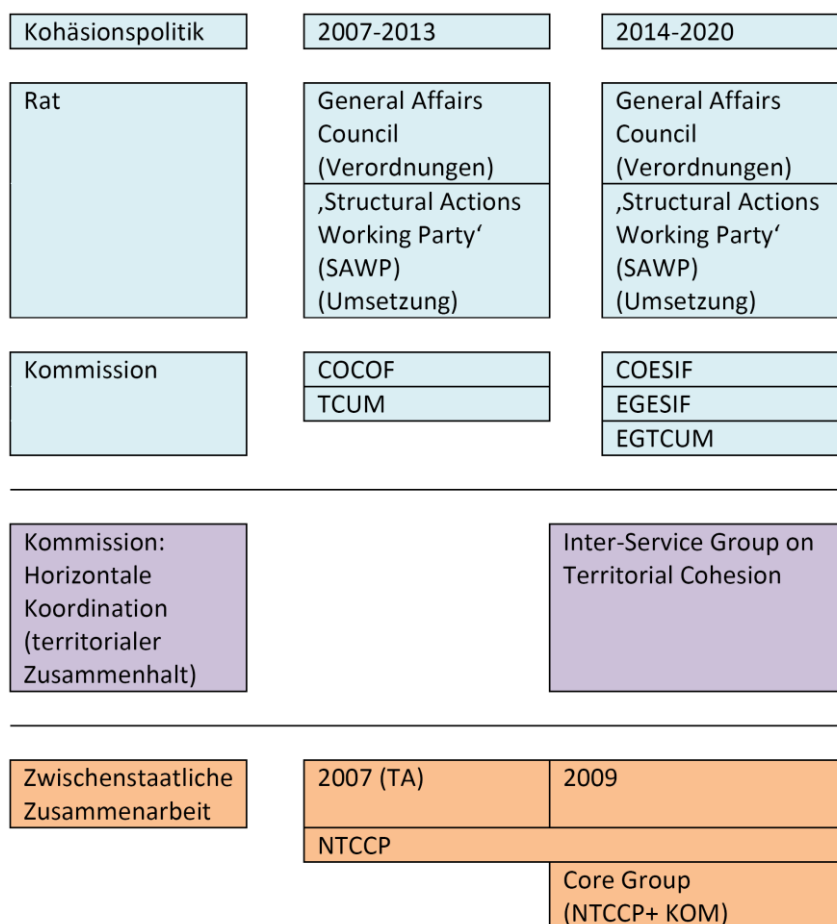 Kohäsionspolitik
2007-2013
2014-2020
Rat
General Affairs
Council
(Verordnungen)
‚Structural Actions
Working Party‘
(SAWP)
(Umsetzung)
General Affairs
Council
(Verordnungen)
‚Structural Actions
Working Party‘
(SAWP)
(Umsetzung)
Kommission
COCOF
TCUM
COESIF
EGESIF
EGTCUM
Kommission:
Horizontale
Koordination
(territorialer
Zusammenhalt)
Inter-Service Group on
Territorial Cohesion
Zwischenstaatliche
Zusammenarbeit
2007 (TA)
2009
NTCCP
Core Group
(NTCCP+ KOM)